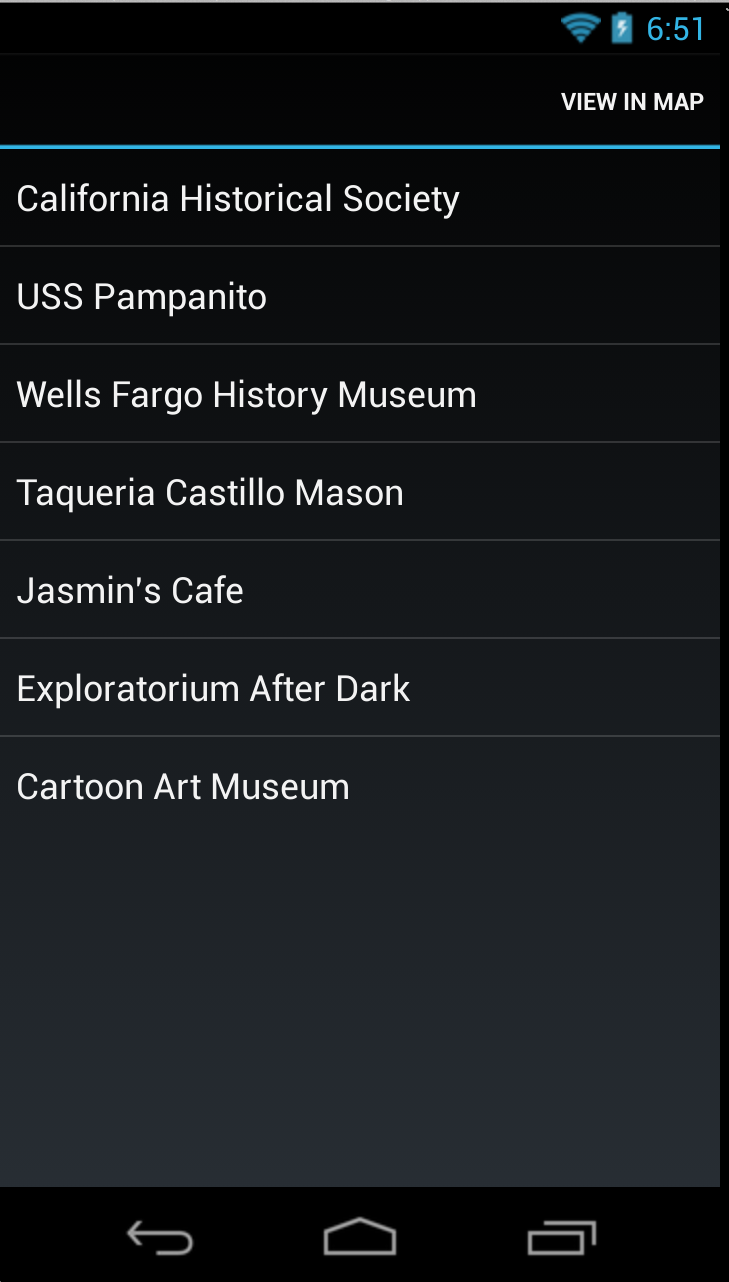 6:51
VIEW IN MAP
California Historical Society
USS Pampanito
Wells Fargo History Museum
Taqueria Castillo Mason
Jasmin's Cafe
Exploratorium After Dark
Cartoon Art Museum